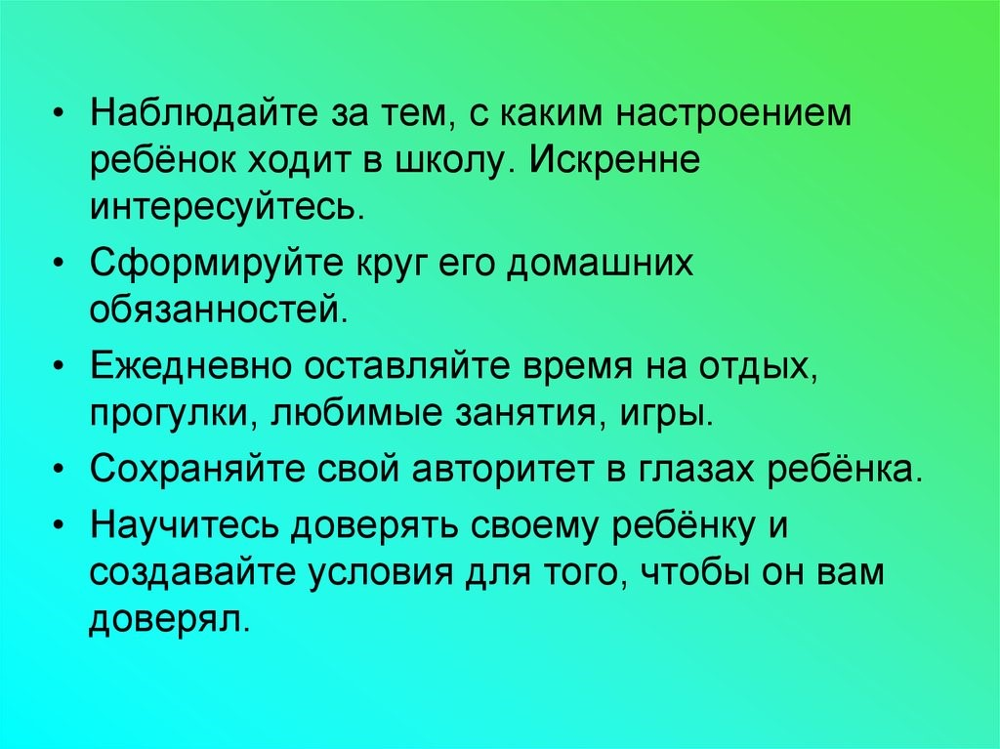 • Наблюдайте за тем, с каким настроением
ребёнок ходит в школу. Искренне
интересуйтесь.
• Сформируйте круг его домашних
обязанностей.
• Ежедневно оставляйте время на отдых,
прогулки, любимые занятия, игры.
• Сохраняйте свой авторитет в глазах ребёнка.
• Научитесь доверять своему ребёнку и
создавайте условия для того, чтобы он вам
доверял.